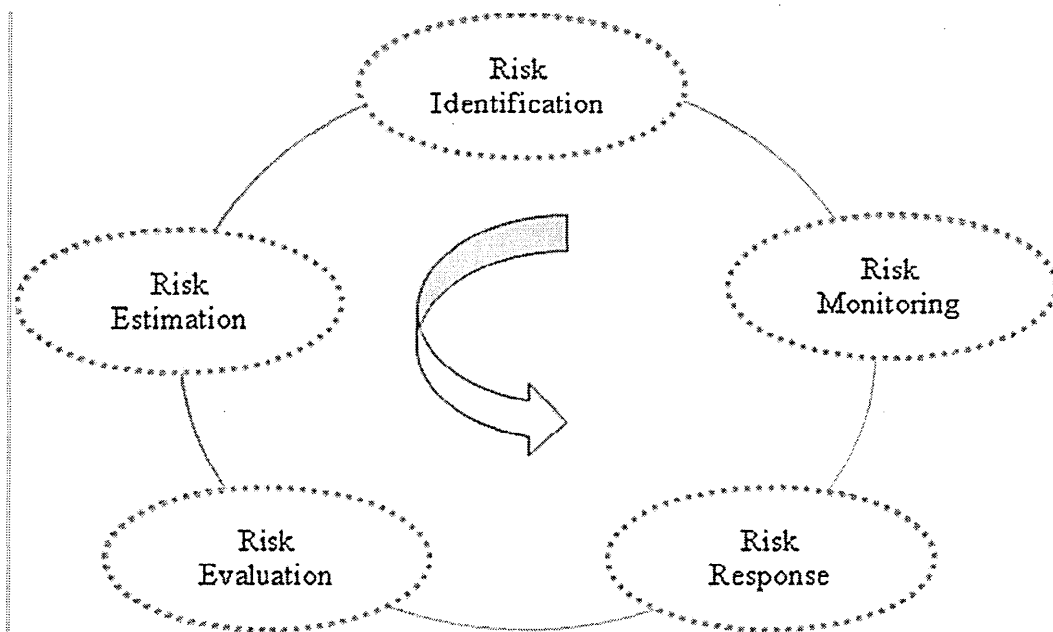 Risk
Identification
Risk
Estimation
Risk
Monitoring
Risk
Evaluation
Risk
Response